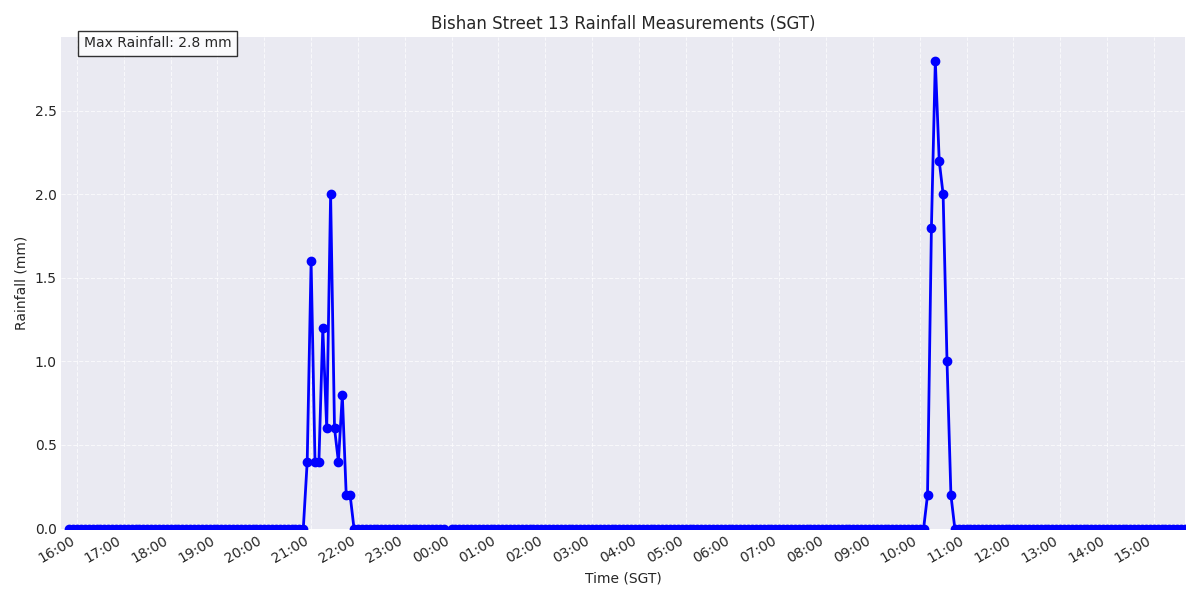 Bishan Street 13 Rainfall Measurements (SGT)
Max Rainfall: 2.8 mm
Rainfall (mm)
2.5
2.0
1.5
1.0
0.5
0.0
16:00 17:00 18:00 19:00 20:00 21:00 22:00 23:00 00:00 01:00 02:00 03:00 04:00 05:00 06:00 07:00 08:00 09:00 10:00 11:00 12:00 13:00 14:00 15:00
Time (SGT)